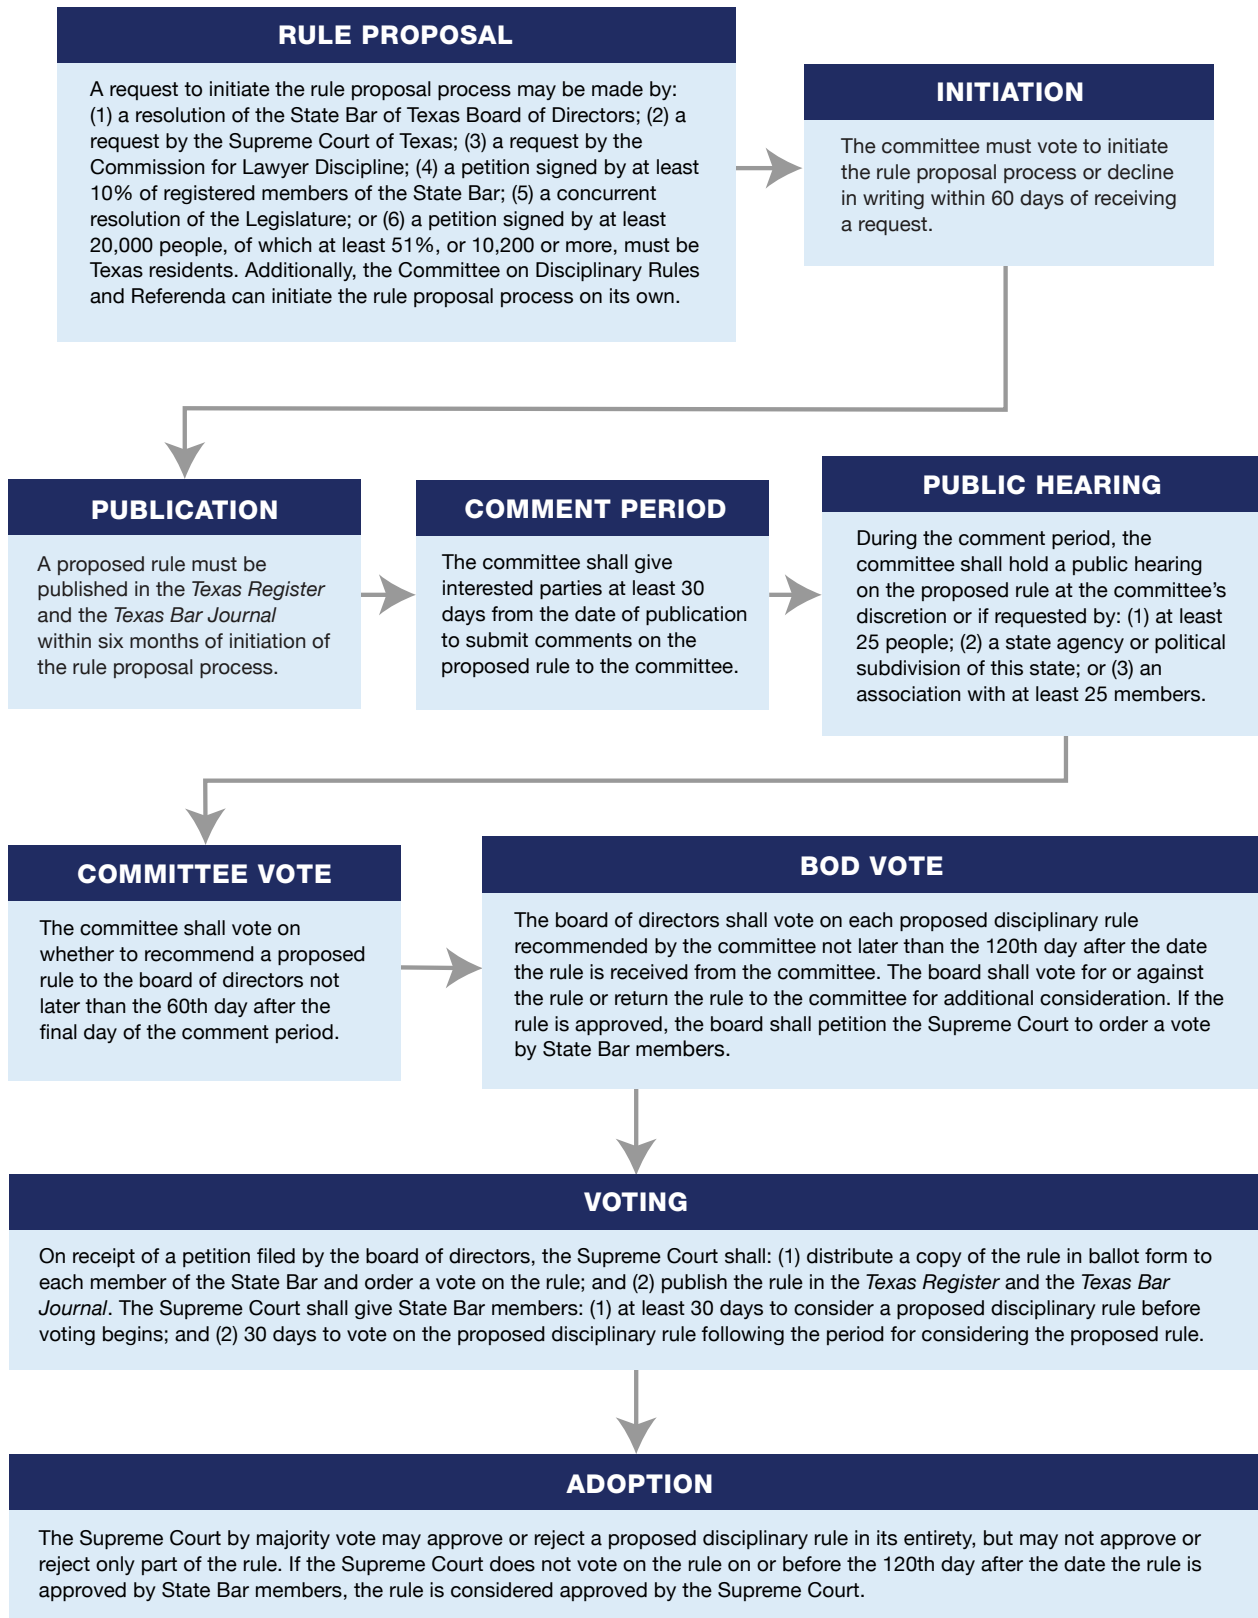 RULE PROPOSAL
A request to initiate the rule proposal process may be made by:
(1) a resolution of the State Bar of Texas Board of Directors; (2) a
request by the Supreme Court of Texas; (3) a request by the
Commission for Lawyer Discipline; (4) a petition signed by at least
10% of registered members of the State Bar; (5) a concurrent
resolution of the Legislature; or (6) a petition signed by at least
20,000 people, of which at least 51%, or 10,200 or more, must be
Texas residents. Additionally, the Committee on Disciplinary Rules
and Referenda can initiate the rule proposal process on its own.
INITIATION
The committee must vote to initiate
the rule proposal process or decline
in writing within 60 days of receiving
a request.
PUBLICATION
A proposed rule must be
published in the Texas Register
and the Texas Bar Journal
within six months of initiation of
the rule proposal process.
COMMENT PERIOD
The committee shall give
interested parties at least 30
days from the date of publication
to submit comments on the
proposed rule to the committee.
PUBLIC HEARING
During the comment period, the
committee shall hold a public hearing
on the proposed rule at the committee’s
discretion or if requested by: (1) at least
25 people; (2) a state agency or political
subdivision of this state; or (3) an
association with at least 25 members.
COMMITTEE VOTE
The committee shall vote on
whether to recommend a proposed
rule to the board of directors not
later than the 60th day after the
final day of the comment period.
BOD VOTE
The board of directors shall vote on each proposed disciplinary rule
recommended by the committee not later than the 120th day after the date
the rule is received from the committee. The board shall vote for or against
the rule or return the rule to the committee for additional consideration. If the
rule is approved, the board shall petition the Supreme Court to order a vote
by State Bar members.
VOTING
On receipt of a petition filed by the board of directors, the Supreme Court shall: (1) distribute a copy of the rule in ballot form to
each member of the State Bar and order a vote on the rule; and (2) publish the rule in the Texas Register and the Texas Bar
Journal. The Supreme Court shall give State Bar members: (1) at least 30 days to consider a proposed disciplinary rule before
voting begins; and (2) 30 days to vote on the proposed disciplinary rule following the period for considering the proposed rule.
ADOPTION
The Supreme Court by majority vote may approve or reject a proposed disciplinary rule in its entirety, but may not approve or
reject only part of the rule. If the Supreme Court does not vote on the rule on or before the 120th day after the date the rule is
approved by State Bar members, the rule is considered approved by the Supreme Court.